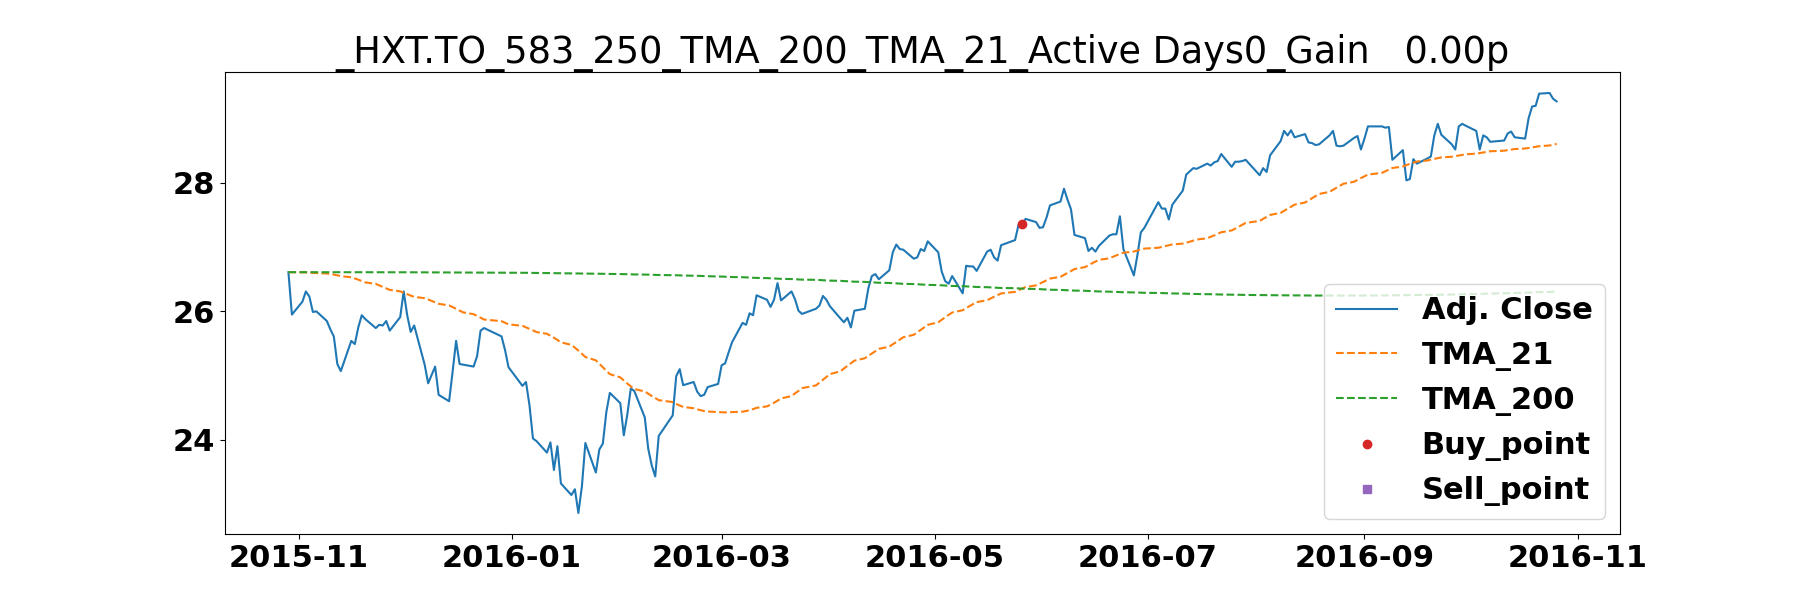 _HXT.TO_583_250_TMA_200_TMA_21_Active Days0_Gain   0.00p
28
26
24
Adj. Close
TMA_21
TMA_200
Buy_point
Sell_point
2015-11 2016-01 2016-03 2016-05 2016-07 2016-09 2016-11